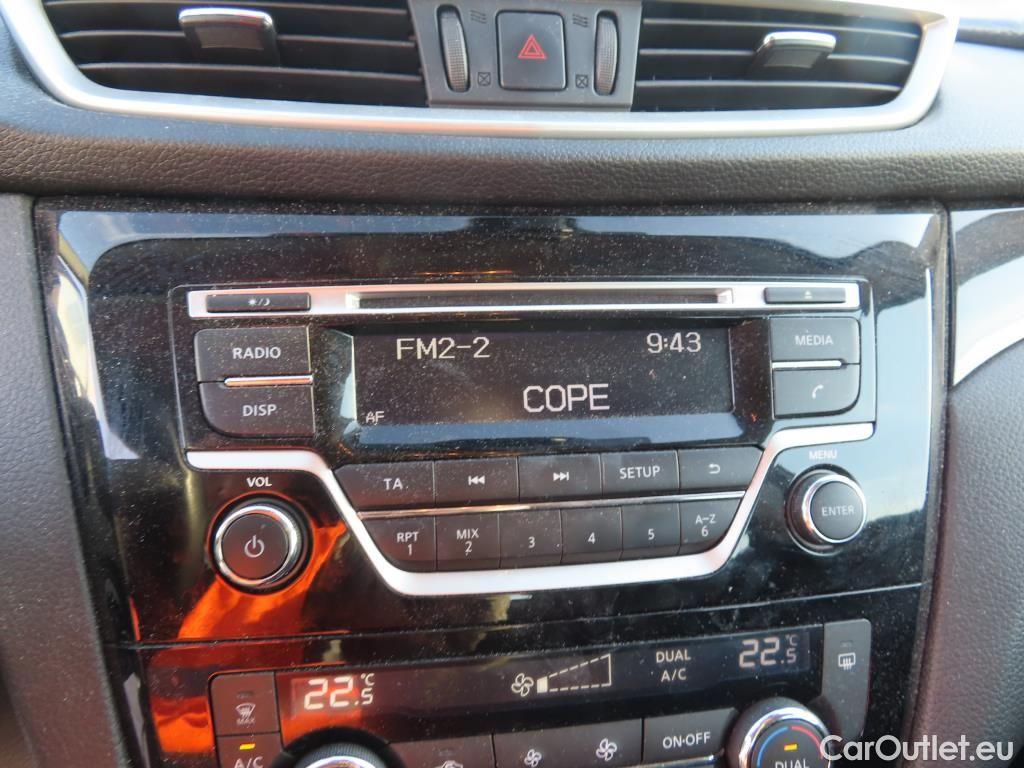 RADIO
DISP
FM2-2 9:43
COPE
AF
MEDIA
TA
SETUP
MENU
VOL
ENTER
RPT
1
MIX
2
3
4
5
A-Z
6
22.5 °C
DUAL
A/C
22.5 °C
MAX
A/C
ON·OFF
DUAL
CarOutlet.eu